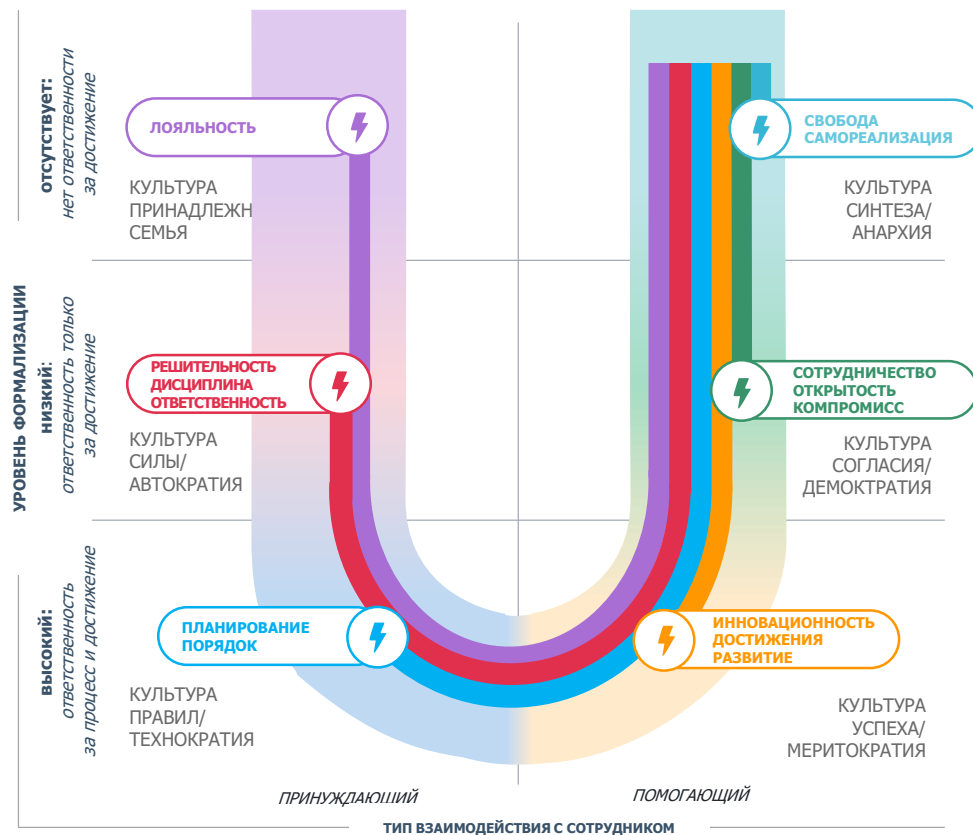 УРОВЕНЬ ФОРМАЛИЗАЦИИ
отсутствует:
нет ответственности
за достижение
ЛОЯЛЬНОСТЬ
КУЛЬТУРА
ПРИНАДЛЕЖН
СЕМЬЯ
СВОБОДА
САМОРЕАЛИЗАЦИЯ
КУЛЬТУРА
СИНТЕЗА/
АНАРХИЯ
низкий:
ответственность только
за достижение
РЕШИТЕЛЬНОСТЬ
ДИСЦИПЛИНА
ОТВЕТСТВЕННОСТЬ
КУЛЬТУРА
СИЛЫ/
АВТОКРАТИЯ
СОТРУДНИЧЕСТВО
ОТКРЫТОСТЬ
КОМПРОМИСС
КУЛЬТУРА
СОГЛАСИЯ/
ДЕМОКТРАТИЯ
высокий:
ответственность
за процесс и достижение
ПЛАНИРОВАНИЕ
ПОРЯДОК
КУЛЬТУРА
ПРАВИЛ/
ТЕХНОКРАТИЯ
ИННОВАЦИОННОСТЬ
ДОСТИЖЕНИЯ
РАЗВИТИЕ
КУЛЬТУРА
УСПЕХА/
МЕРИТОКРАТИЯ
ПРИНУЖДАЮЩИЙ
ПОМОГАЮЩИЙ
ТИП ВЗАИМОДЕЙСТВИЯ С СОТРУДНИКОМ